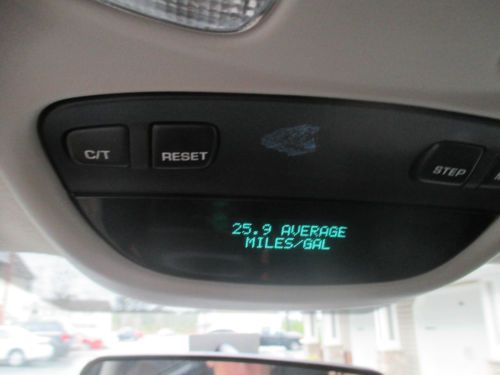 C/T
RESET
STEP
25.9 AVERAGE
MILES/GAL